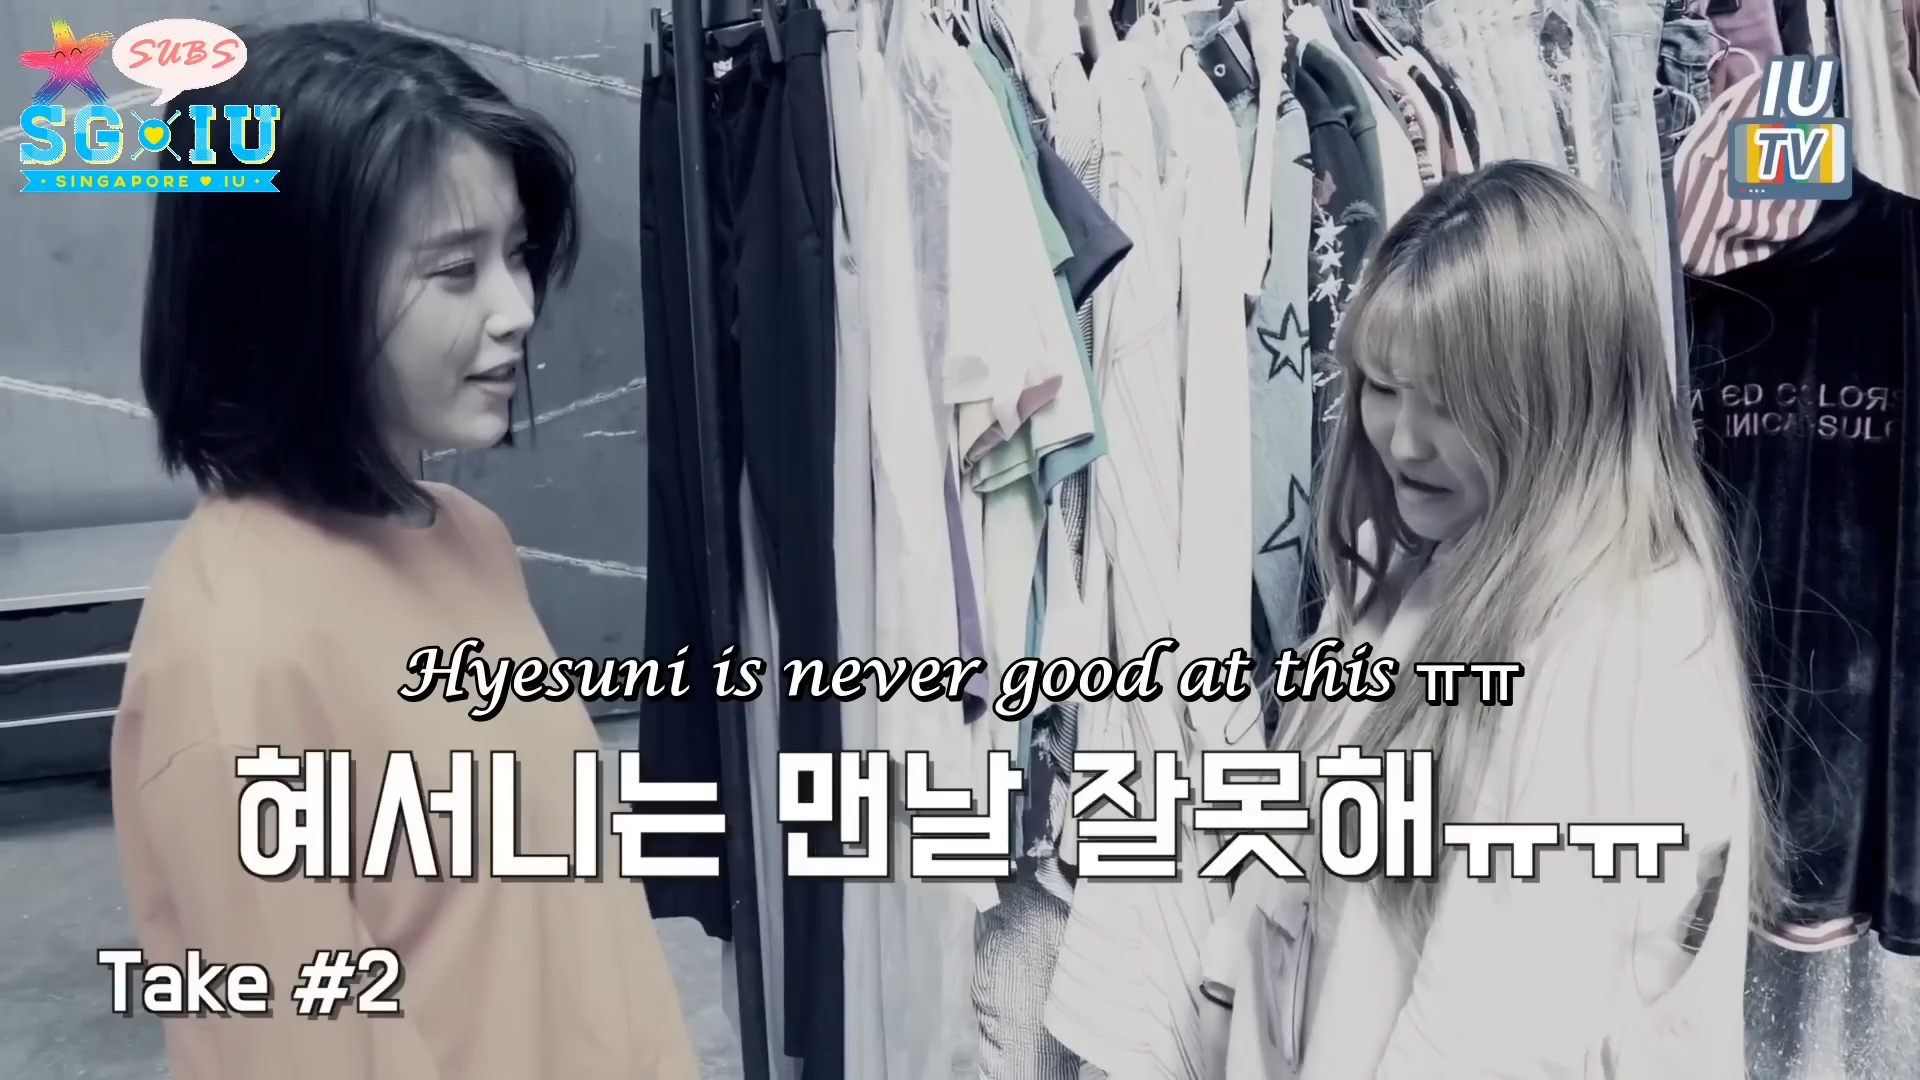 SUBS
SG IU
SINGAPORE ♥ IU
IU
TV
Hyesuni is never good at this ㅠㅠ
혜서니는 맨날 잘못해ㅠㅠ
Take #2